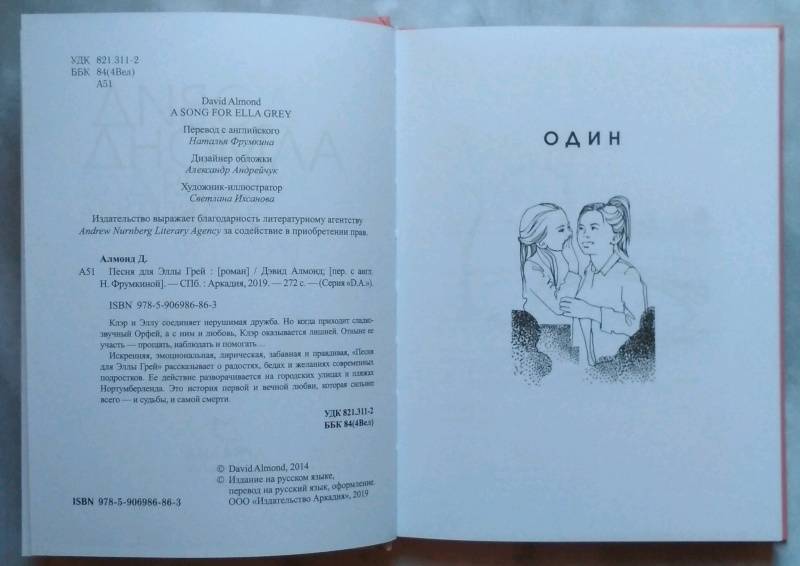 УДК 821.311-2
ББК 84(4Вел)
А51
David Almond
A SONG FOR ELLA GREY
Перевод с английского
Наталья Фрумкина
Дизайнер обложки
Александр Андрейчук
Художник-иллюстратор
Светлана Ихсанова
Издательство выражает благодарность литературному агентству
Andrew Nurnberg Literary Agency за содействие в приобретении прав.
Алмонд Д.
А51 Песня для Эллы Грей : [роман] / Дэвид Алмонд; [пер. с англ.
Н. Фрумкиной]. — СПб. : Аркадия, 2019. — 272 с. — (Серия «D.A.»).
ISBN 978-5-906986-86-3
Клэр и Эллу соединяет нерушимая дружба. Но когда приходит сладко-
звучный Орфей, а с ним и любовь, Клэр оказывается лишней. Отныне ее
участь — прощать, наблюдать и помогать…
Искренняя, эмоциональная, лирическая, забавная и правдивая, «Песня
для Эллы Грей» рассказывает о радостях, бедах и желаниях современных
подростков. Ее действие разворачивается на городских улицах и пляжах
Нортумберленда. Это история первой и вечной любви, которая сильнее
всего — и судьбы, и самой смерти.
УДК 821.311-2
ББК 84(4Вел)
© David Almond, 2014
© Издание на русском языке,
перевод на русский язык, оформление.
ООО «Издательство Аркадия», 2019
ISBN 978-5-906986-86-3
ОДИН